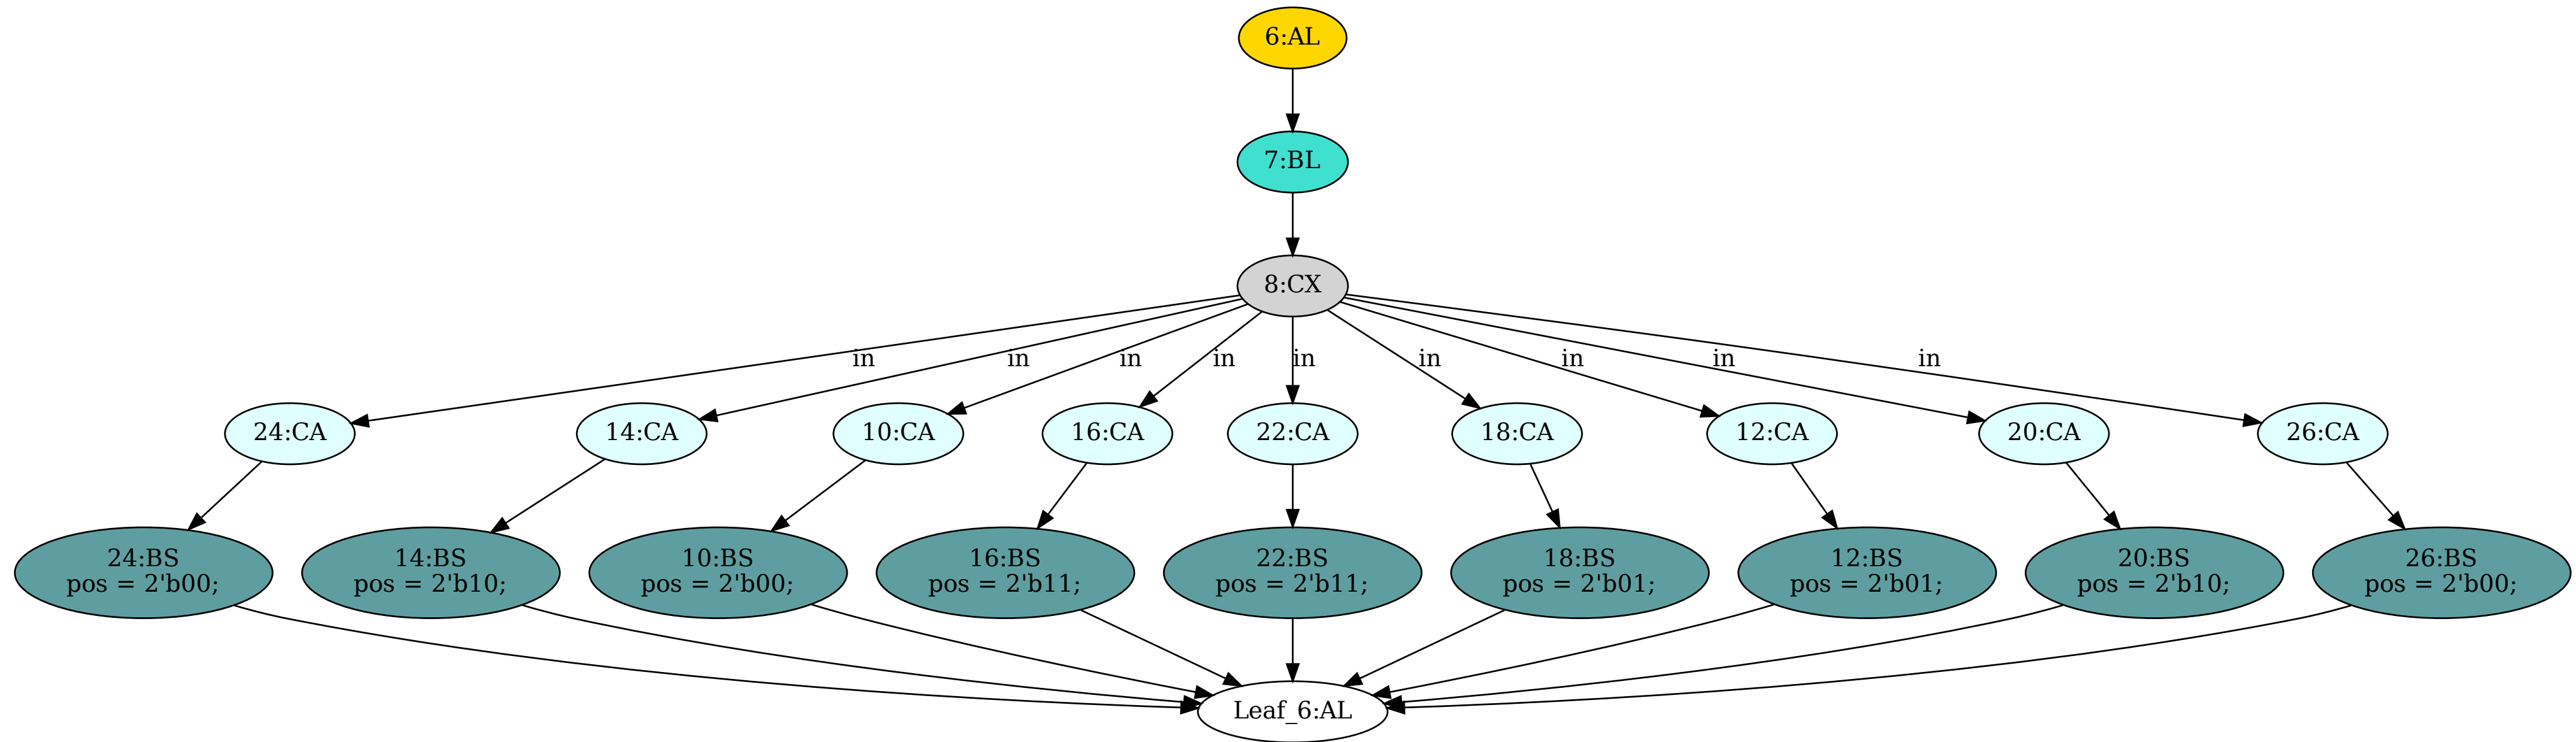 6:AL
7:BL
8:CX
in in in in in in in in in
24:CA 14:CA 10:CA 16:CA 22:CA 18:CA 12:CA 20:CA 26:CA
24:BS
pos = 2'b00;
14:BS
pos = 2'b10;
10:BS
pos = 2'b00;
16:BS
pos = 2'b11;
22:BS
pos = 2'b11;
18:BS
pos = 2'b01;
12:BS
pos = 2'b01;
20:BS
pos = 2'b10;
26:BS
pos = 2'b00;
Leaf_6:AL